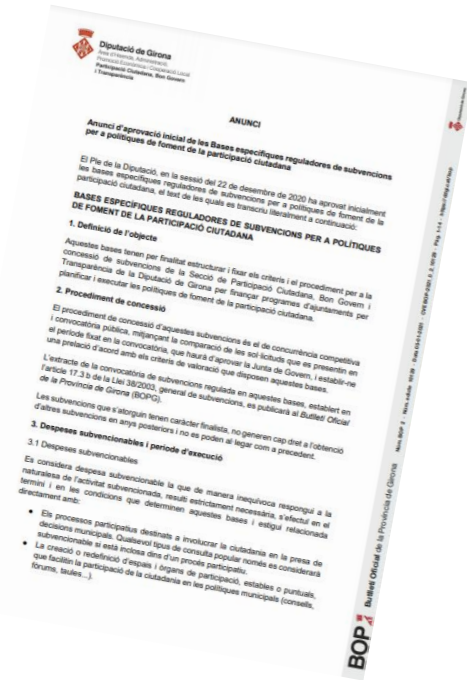 Diputació de Girona
Àrea d'Hisenda, Administració,
Promoció Econòmica i Cooperació Local
Participació Ciutadana, Bon Govern
i Transparència
ANUNCI
Anunci d'aprovació inicial de les Bases específiques reguladores de subvencions
per a polítiques de foment de la participació ciutadana
El Ple de la Diputació, en la sessió del 22 de desembre de 2020 ha aprovat inicialment
les bases específiques reguladores de subvencions per a polítiques de foment de la
participació ciutadana, el text de les quals es transcriu literalment a continuació:
BASES ESPECÍFIQUES REGULADORES DE SUBVENCIONS PER A POLÍTIQUES
DE FOMENT DE LA PARTICIPACIÓ CIUTADANA
1. Definició de l'objecte
Aquestes bases tenen per finalitat estructurar i fixar els criteris i el procediment per a la
concessió de subvencions de la Secció de Participació Ciutadana, Bon Govern i
Transparència de la Diputació de Girona per finançar programes d'ajuntaments per
planificar i executar les polítiques de foment de la participació ciutadana.
2. Procediment de concessió
El procediment de concessió d'aquestes subvencions és el de concurrència competitiva
i convocatòria pública, mitjançant la comparació de les sol·licituds que es presentin en
el període fixat en la convocatòria, que haurà d'aprovar la Junta de Govern, i establir-ne
una prelació d'acord amb els criteris de valoració que disposen aquestes bases.
L'extracte de la convocatòria de subvencions regulada en aquestes bases, establert en
l'article 17.3 b de la Llei 38/2003, general de subvencions, es publicarà al Butlletí Oficial
de la Província de Girona (BOPG).
Les subvencions que s'atorguin tenen caràcter finalista, no generen cap dret a l'obtenció
d'altres subvencions en anys posteriors i no es poden al·legar com a precedent.
3. Despeses subvencionables i període d'execució
3.1 Despeses subvencionables
Es considera despesa subvencionable la que de manera inequívoca respongui a la
naturalesa de l'activitat subvencionada, resulti estrictament necessària, s'efectuï en el
termini i en les condicions que determinen aquestes bases i estigui relacionada
directament amb:
• Els processos participatius destinats a involucrar la ciutadania en la presa de
decisions municipals. Qualsevol tipus de consulta popular només es considerarà
subvencionable si està inclosa dins d'un procés participatiu.
• La creació o redefinició d'espais i òrgans de participació, estables o puntuals,
que facilitin la participació de la ciutadania en les polítiques municipals (consells,
fòrums, taules...).
BOP Butlletí Oficial de la Província de Girona